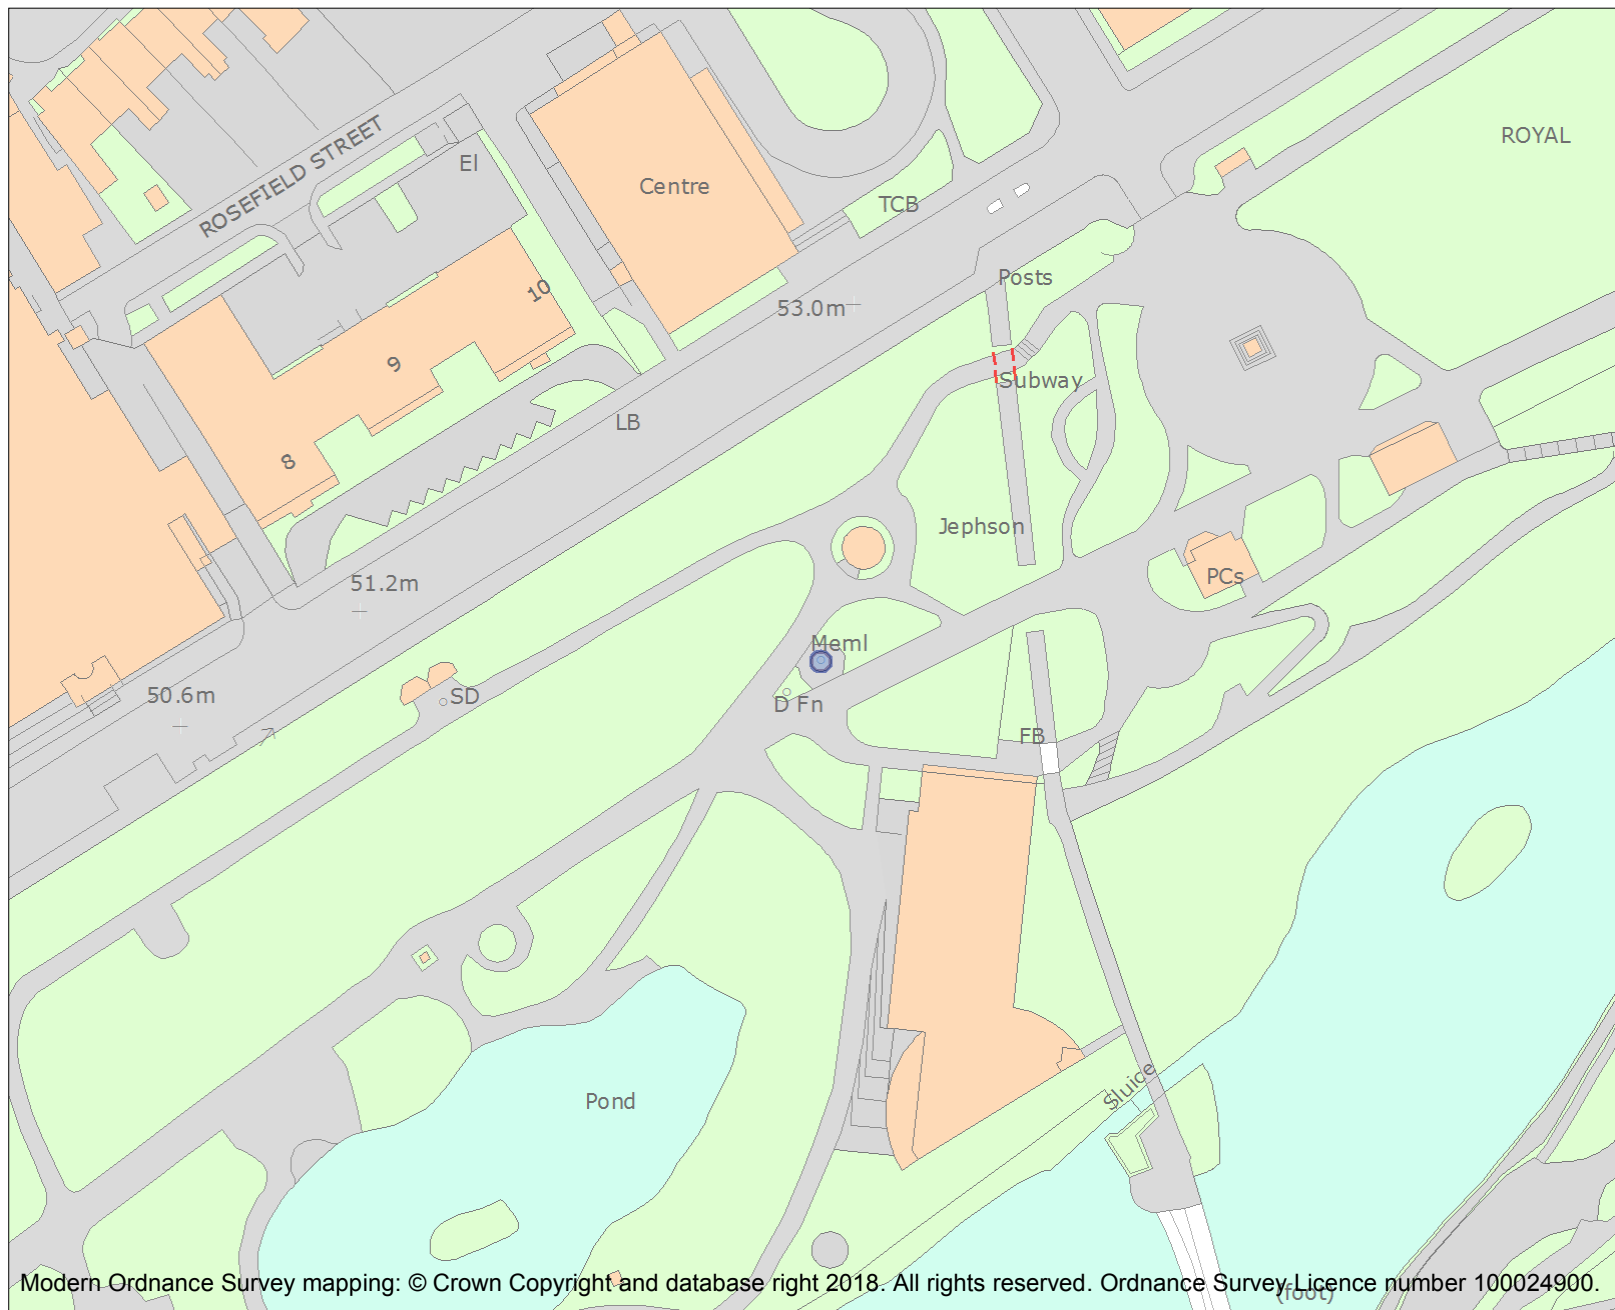 ROYAL
ROSEFIELD STREET
El
Centre
TCB
Posts
10
53.0m
9
Subway
LB
8
Jephson
51.2m
PCs
Meml
50.6m
SD
D Fn
FB
Sluice
Pond
(foot)
Modern Ordnance Survey mapping: © Crown Copyright and database right 2018. All rights reserved. Ordnance Survey Licence number 100024900.